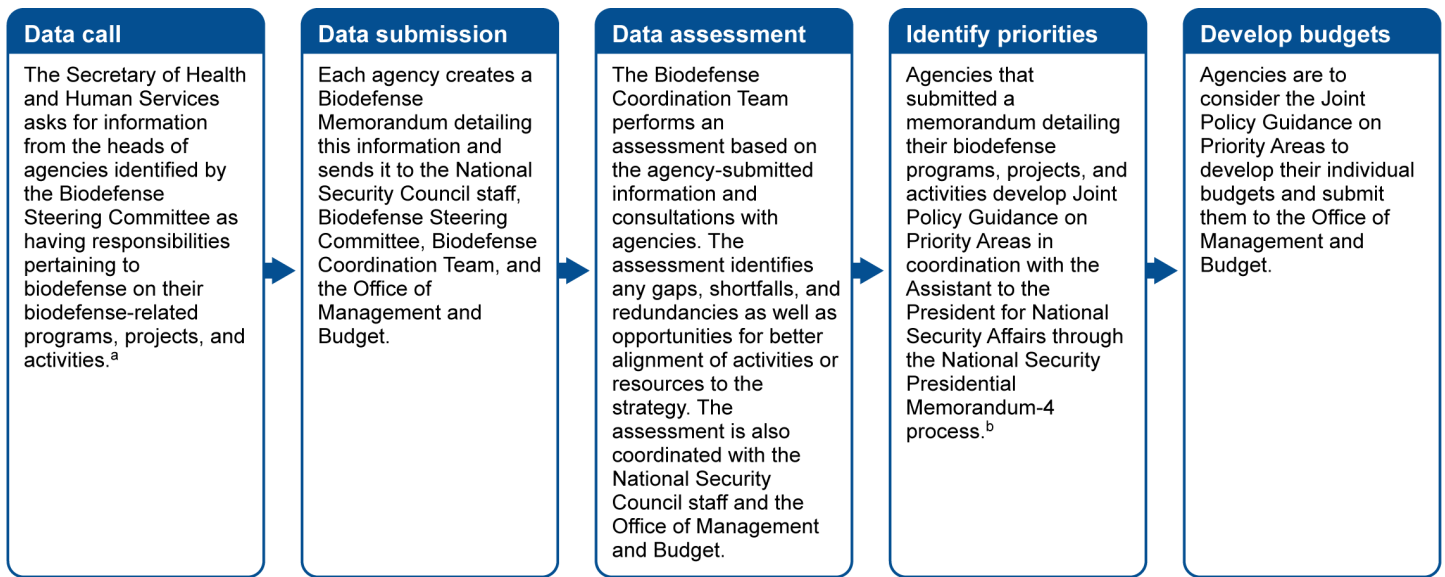 Data call
The Secretary of Health
and Human Services
asks for information
from the heads of
agencies identified by
the Biodefense
Steering Committee as
having responsibilities
pertaining to
biodefense on their
biodefense-related
programs, projects, and
activities.a
Data submission
Each agency creates a
Biodefense
Memorandum detailing
this information and
sends it to the National
Security Council staff,
Biodefense Steering
Committee, Biodefense
Coordination Team, and
the Office of
Management and
Budget.
Data assessment
The Biodefense
Coordination Team
performs an
assessment based on
the agency-submitted
information and
consultations with
agencies. The
assessment identifies
any gaps, shortfalls, and
redundancies as well as
opportunities for better
alignment of activities or
resources to the
strategy. The
assessment is also
coordinated with the
National Security
Council staff and the
Office of Management
and Budget.
Identify priorities
Agencies that
submitted a
memorandum detailing
their biodefense
programs, projects, and
activities develop Joint
Policy Guidance on
Priority Areas in
coordination with the
Assistant to the
President for National
Security Affairs through
the National Security
Presidential
Memorandum-4
process.b
Develop budgets
Agencies are to
consider the Joint
Policy Guidance on
Priority Areas to
develop their individual
budgets and submit
them to the Office of
Management and
Budget.